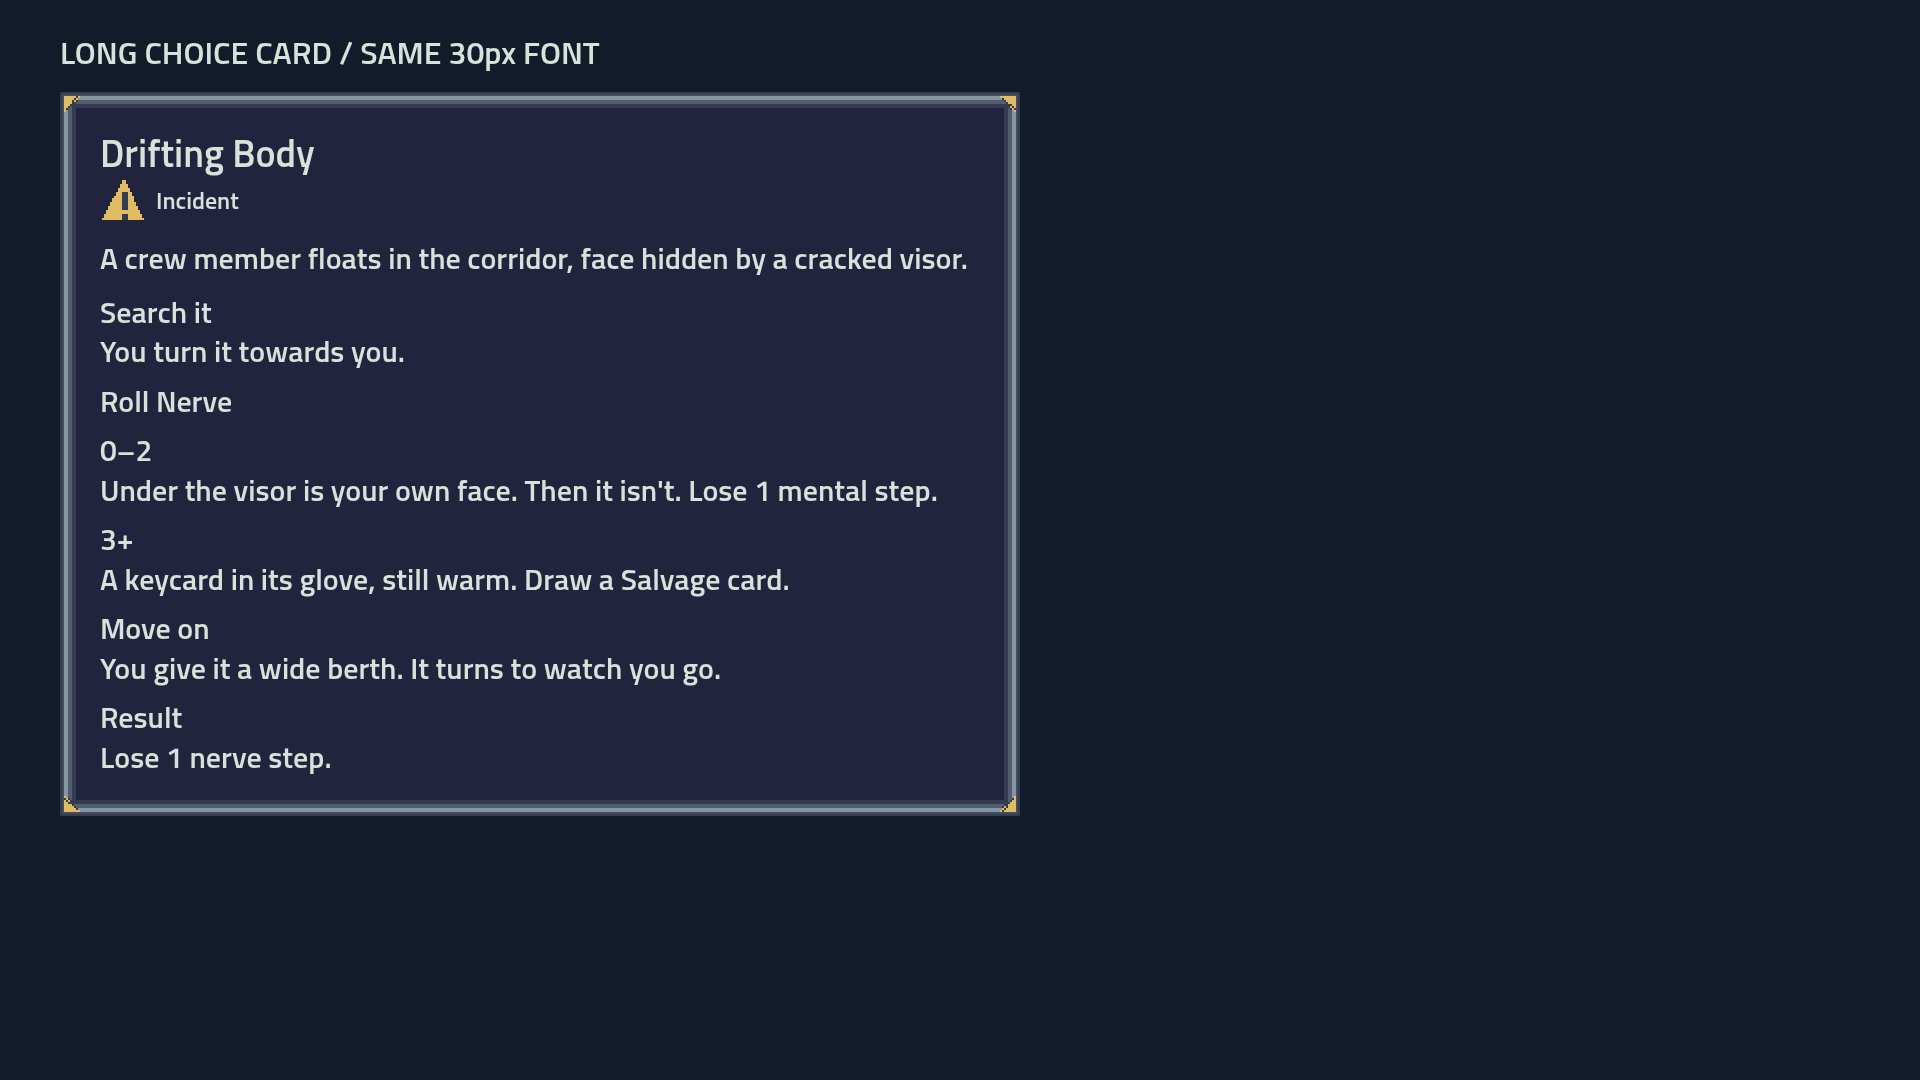 LONG CHOICE CARD / SAME 30px FONT
Drifting Body
Incident
A crew member floats in the corridor, face hidden by a cracked visor.
Search it
You turn it towards you.
Roll Nerve
0–2
Under the visor is your own face. Then it isn't. Lose 1 mental step.
3+
A keycard in its glove, still warm. Draw a Salvage card.
Move on
You give it a wide berth. It turns to watch you go.
Result
Lose 1 nerve step.